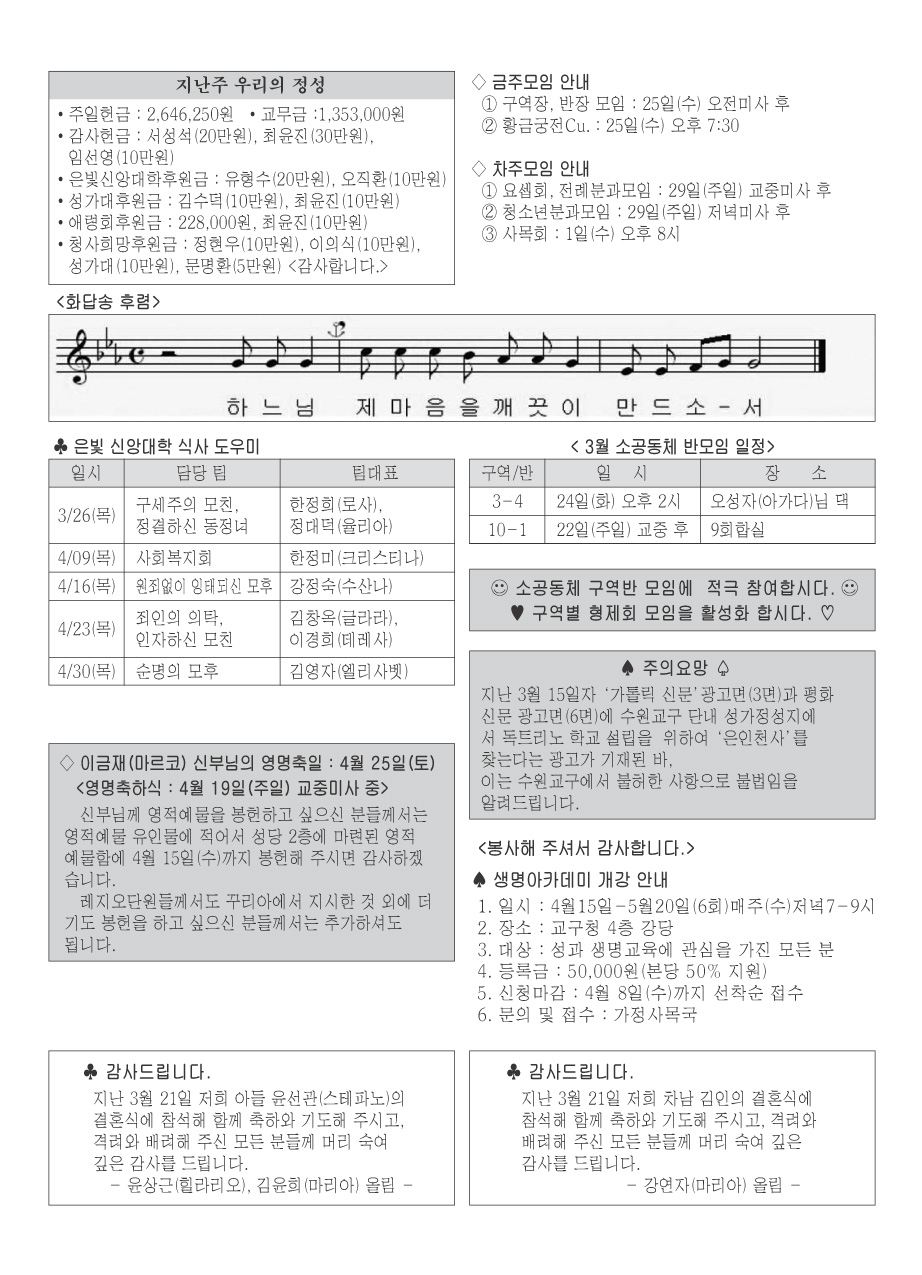 지난주 우리의 정성
• 주일헌금 : 2,646,250원 • 교무금 :1,353,000원
• 감사헌금 : 서성석(20만원), 최윤진(30만원),
임선영(10만원)
• 은빛신앙대학후원금 : 유형수(20만원), 오직환(10만원)
• 성가대후원금 : 김수덕(10만원), 최윤진(10만원)
• 애령회후원금 : 228,000원, 최윤진(10만원)
• 청사희망후원금 : 정현우(10만원), 이의식(10만원),
성가대(10만원), 문명환(5만원) <감사합니다.>
◇ 금주모임 안내
① 구역장, 반장 모임 : 25일(수) 오전미사 후
② 황금궁전Cu. : 25일(수) 오후 7:30
◇ 차주모임 안내
① 요셉회, 전례분과모임 : 29일(주일) 교중미사 후
② 청소년분과모임 : 29일(주일) 저녁미사 후
③ 사목회 : 1일(수) 오후 8시
<화답송 후렴>
하 느 님 제 마 음 을 깨 끗 이 만 드 소 - 서
♣ 은빛 신앙대학 식사 도우미
일시 담당 팀 팀대표
3/26(목) 구세주의 모친, 한정희(로사),
정결하신 동정녀 정대덕(율리아)
4/09(목) 사회복지회 한정미(크리스티나)
4/16(목) 원죄없이 잉태되신 모후 강정숙(수산나)
4/23(목) 죄인의 의탁, 김창옥(글라라),
인자하신 모친 이경희(데레사)
4/30(목) 순명의 모후 김영자(엘리사벳)
< 3월 소공동체 반모임 일정>
구역/반 일 시 장 소
3-4 24일(화) 오후 2시 오성자(아가다)님 댁
10-1 22일(주일) 교중 후 9회합실
☺ 소공동체 구역반 모임에 적극 참여합시다. ☺
♥ 구역별 형제회 모임을 활성화 합시다. ♡
♠ 주의요망 ♤
지난 3월 15일자 ‘가톨릭 신문’광고면(3면)과 평화
신문 광고면(6면)에 수원교구 단내 성가정성지에
서 독트리노 학교 설립을 위하여 ‘은인천사’를
찾는다는 광고가 기재된 바,
이는 수원교구에서 불허한 사항으로 불법임을
알려드립니다.
◇ 이금재(마르코) 신부님의 영명축일 : 4월 25일(토)
<영명축하식 : 4월 19일(주일) 교중미사 중>
신부님께 영적예물을 봉헌하고 싶으신 분들께서는
영적예물 유인물에 적어서 성당 2층에 마련된 영적
예물함에 4월 15일(수)까지 봉헌해 주시면 감사하겠
습니다.
레지오단원들께서도 꾸리아에서 지시한 것 외에 더
기도 봉헌을 하고 싶으신 분들께서는 추가하셔도
됩니다.
<봉사해 주셔서 감사합니다.>
♠ 생명아카데미 개강 안내
1. 일시 : 4월15일-5월20일(6회)매주(수)저녁7-9시
2. 장소 : 교구청 4층 강당
3. 대상 : 성과 생명교육에 관심을 가진 모든 분
4. 등록금 : 50,000원(본당 50% 지원)
5. 신청마감 : 4월 8일(수)까지 선착순 접수
6. 문의 및 접수 : 가정사목국
♣ 감사드립니다.
지난 3월 21일 저희 아들 윤선관(스테파노)의
결혼식에 참석해 함께 축하와 기도해 주시고,
격려와 배려해 주신 모든 분들께 머리 숙여
깊은 감사를 드립니다.
- 윤상근(힐라리오), 김윤희(마리아) 올림 -
♣ 감사드립니다.
지난 3월 21일 저희 차남 김인의 결혼식에
참석해 함께 축하와 기도해 주시고, 격려와
배려해 주신 모든 분들께 머리 숙여 깊은
감사를 드립니다.
- 강연자(마리아) 올림 -